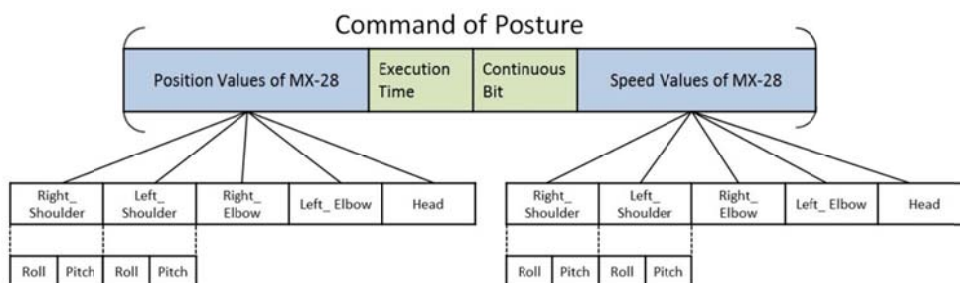 Command of Posture
Position Values of MX-28
Execution
Time
Continuous
Bit
Speed Values of MX-28
Right_
Shoulder
Left_
Shoulder
Right_
Elbow
Left_ Elbow
Head
Right_
Shoulder
Left_
Shoulder
Right_
Elbow
Left_ Elbow
Head
Roll
Pitch
Roll
Pitch
Roll
Pitch
Roll
Pitch